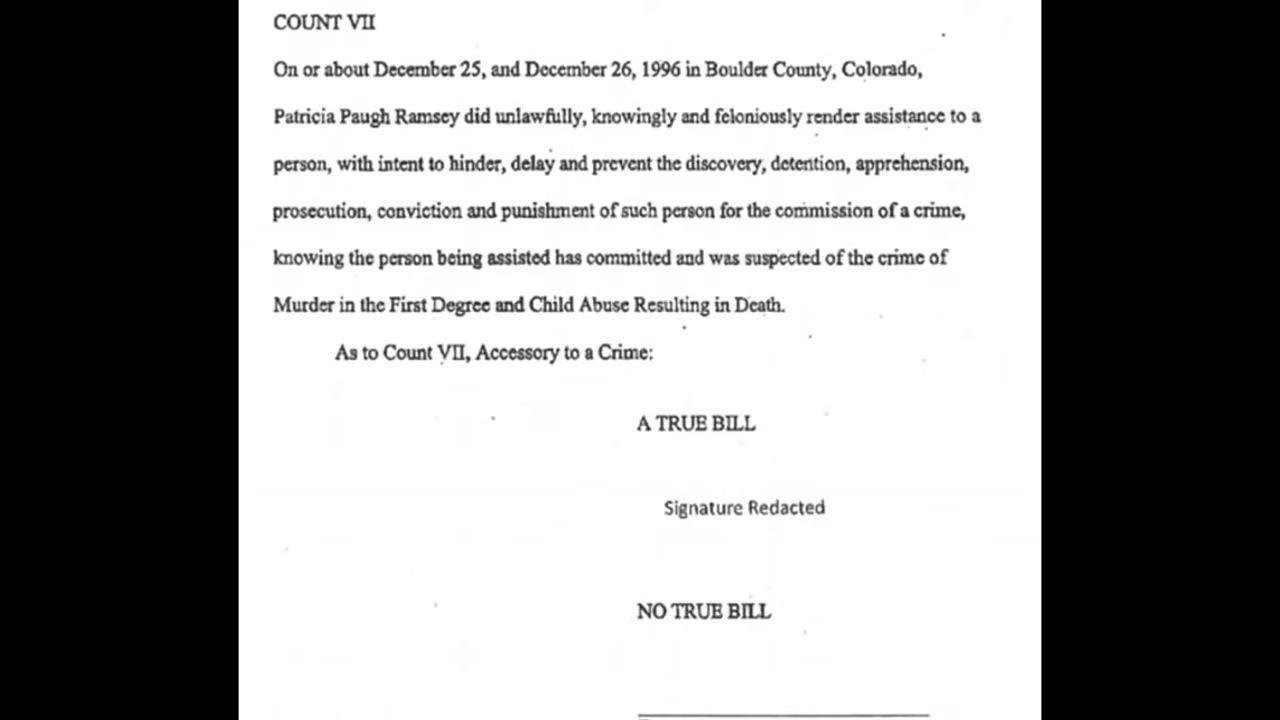 COUNT VII
On or about December 25, and December 26, 1996 in Boulder County, Colorado,
Patricia Paugh Ramsey did unlawfully, knowingly and feloniously render assistance to a
person, with intent to hinder, delay and prevent the discovery, detention, apprehension,
prosecution, conviction and punishment of such person for the commission of a crime,
knowing the person being assisted has committed and was suspected of the crime of
Murder in the First Degree and Child Abuse Resulting in Death.
As to Count VII, Accessory to a Crime:
A TRUE BILL
Signature Redacted
NO TRUE BILL